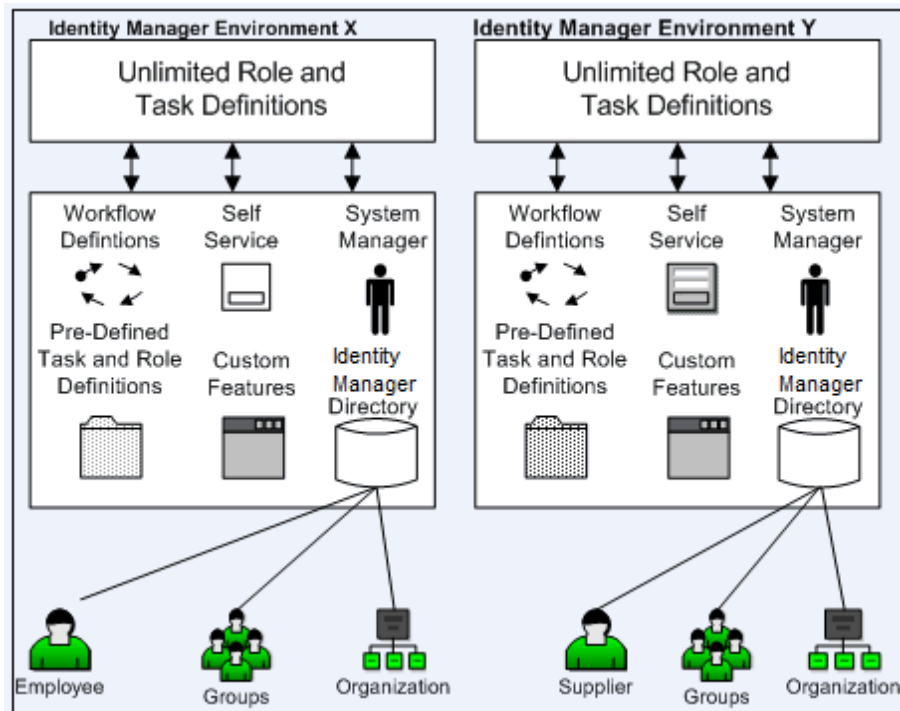 Identity Manager Environment X
Unlimited Role and
Task Definitions
Workflow
Defintions
Self
Service
System
Manager
Pre-Defined
Task and Role
Definitions
Custom
Features
Identity
Manager
Directory
Employee
Groups
Organization
Identity Manager Environment Y
Unlimited Role and
Task Definitions
Workflow
Defintions
Self
Service
System
Manager
Pre-Defined
Task and Role
Definitions
Custom
Features
Identity
Manager
Directory
Supplier
Groups
Organization